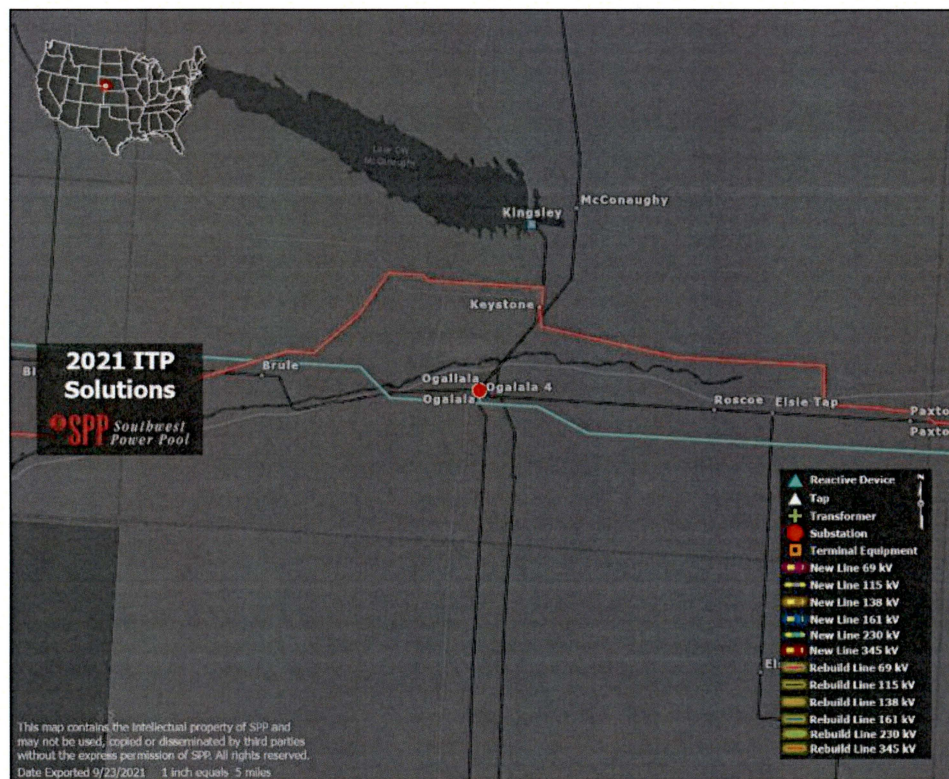 Lake CW
McConaughy
McConaughy
Kingsley
Keystone
2021 ITP
Solutions
SPP Southwest
Power Pool
Brule
Ogallala
Ogalala 4
Ogalala
Roscoe
Elsie Tap
Paxto
Paxto
Reactive Device
Tap
Transformer
Substation
Terminal Equipment
New Line 69 kV
New Line 115 kV
New Line 138 kV
New Line 161 kV
New Line 230 kV
New Line 345 kV
Rebuild Line 69 kV
Rebuild Line 115 kV
Rebuild Line 138 kV
Rebuild Line 161 kV
Rebuild Line 230 kV
Rebuild Line 345 kV
N
This map contains the intellectual property of SPP and
may not be used, copied or disseminated by third parties
without the express permission of SPP. All rights reserved.
Date Exported 9/23/2021 1 inch equals 5 miles